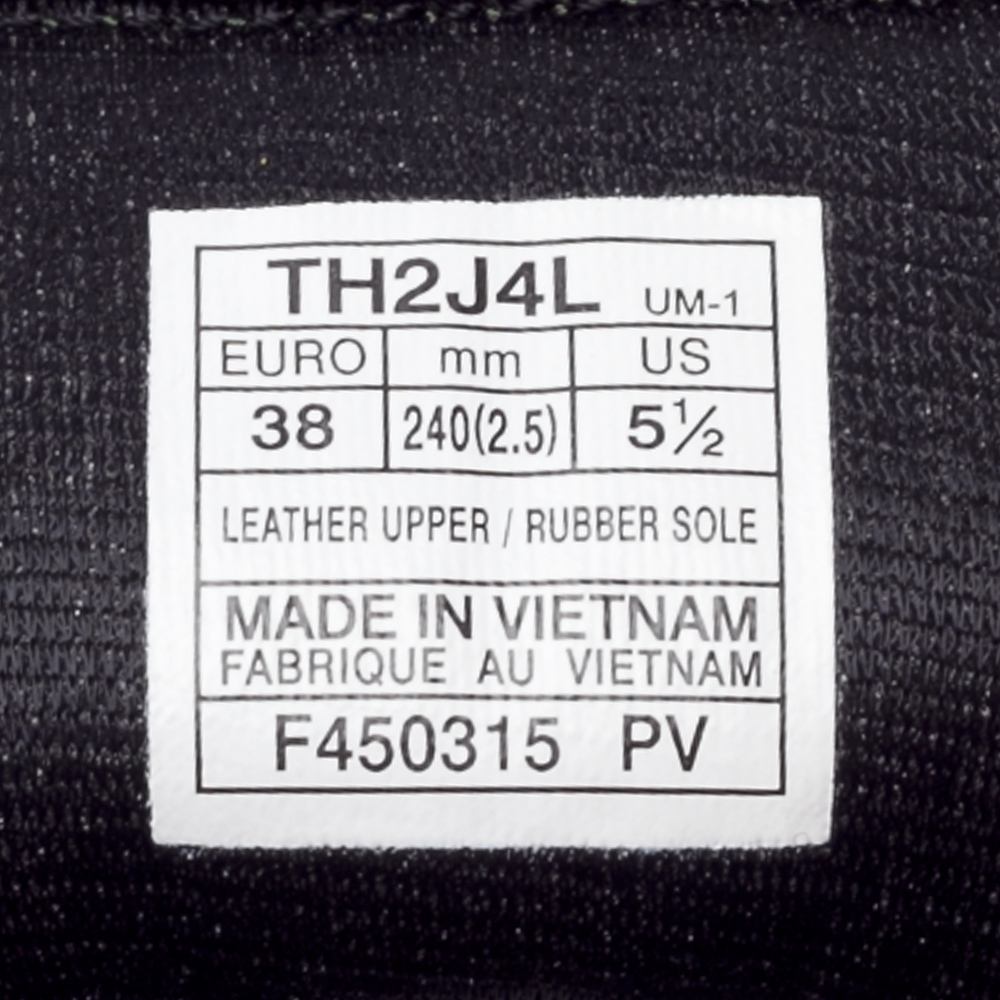 TH2J4L UM-1
EURO mm US
38 240(2.5) 5½
LEATHER UPPER / RUBBER SOLE
MADE IN VIETNAM
FABRIQUE AU VIETNAM
F450315 PV